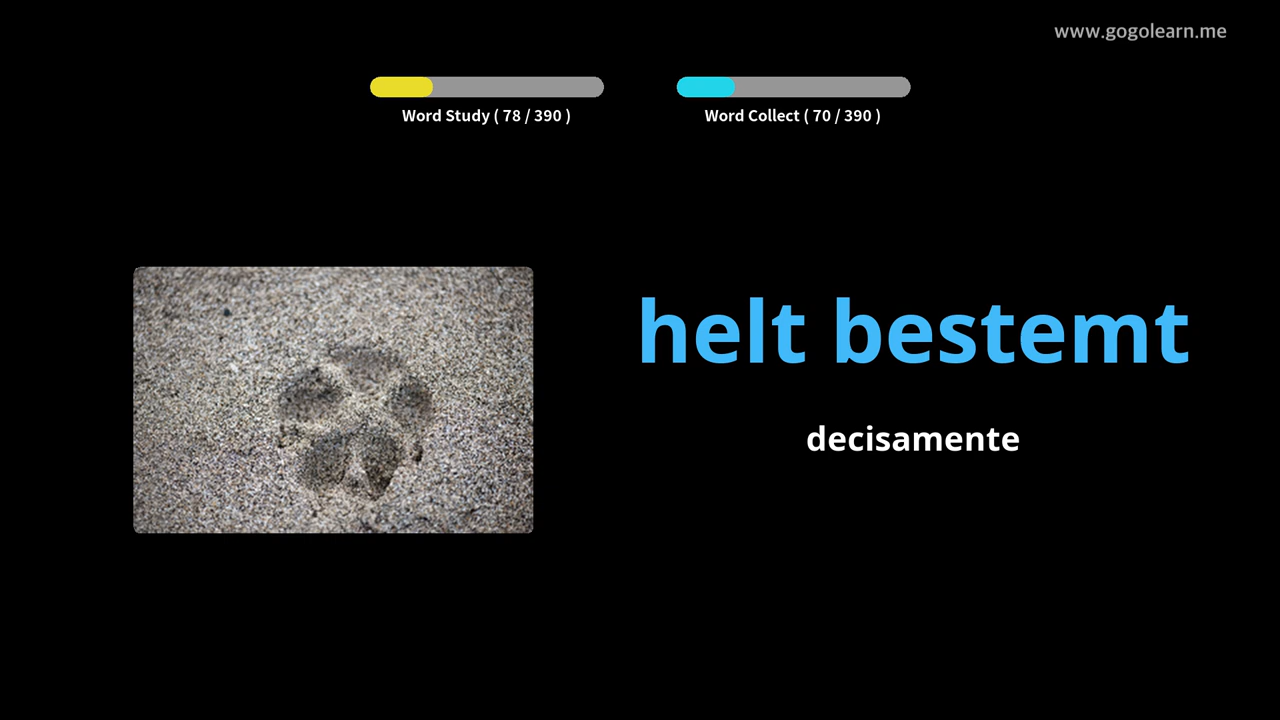 www.gogolearn.me
Word Study ( 78 / 390 )
Word Collect ( 70 / 390 )
helt bestemt
decisamente